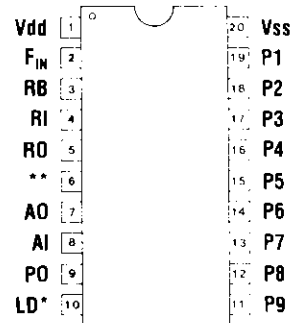 Vdd 1 20 Vss
FIN 2 19 P1
RB 3 18 P2
RI 4 17 P3
RO 5 16 P4
** 6 15 P5
AO 7 14 P6
AI 8 13 P7
PO 9 12 P8
LD* 10 11 P9